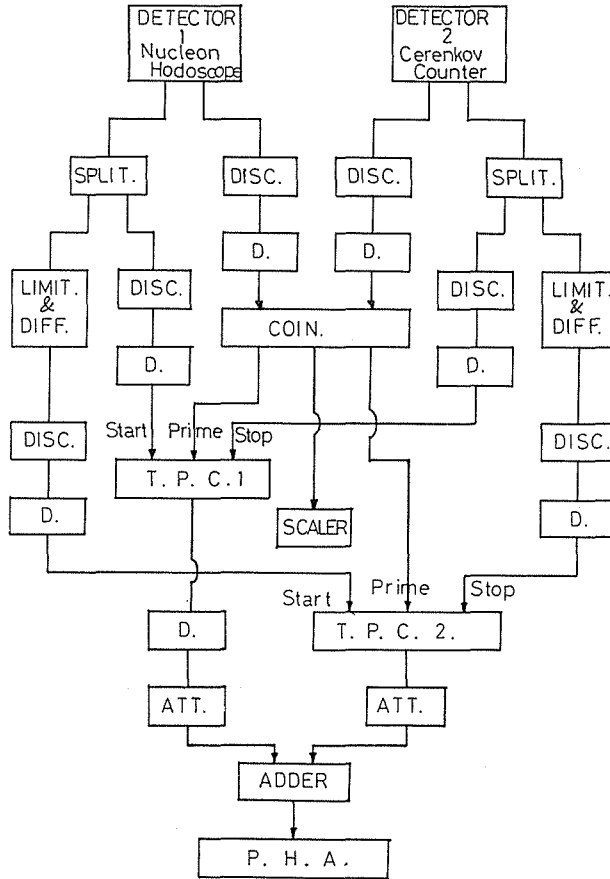 DETECTOR
1
Nucleon
Hodoscope
DETECTOR
2
Cerenkov
Counter
SPLIT.
DISC.
DISC.
SPLIT.
D.
D.
LIMIT.
&
DIFF.
DISC.
COIN.
DISC.
LIMIT.
&
DIFF.
D.
D.
Start
Prime
Stop
DISC.
DISC.
T. P. C. 1
D.
SCALER
D.
Start
Prime
Stop
D.
T. P. C. 2.
ATT.
ATT.
ADDER
P. H. A.